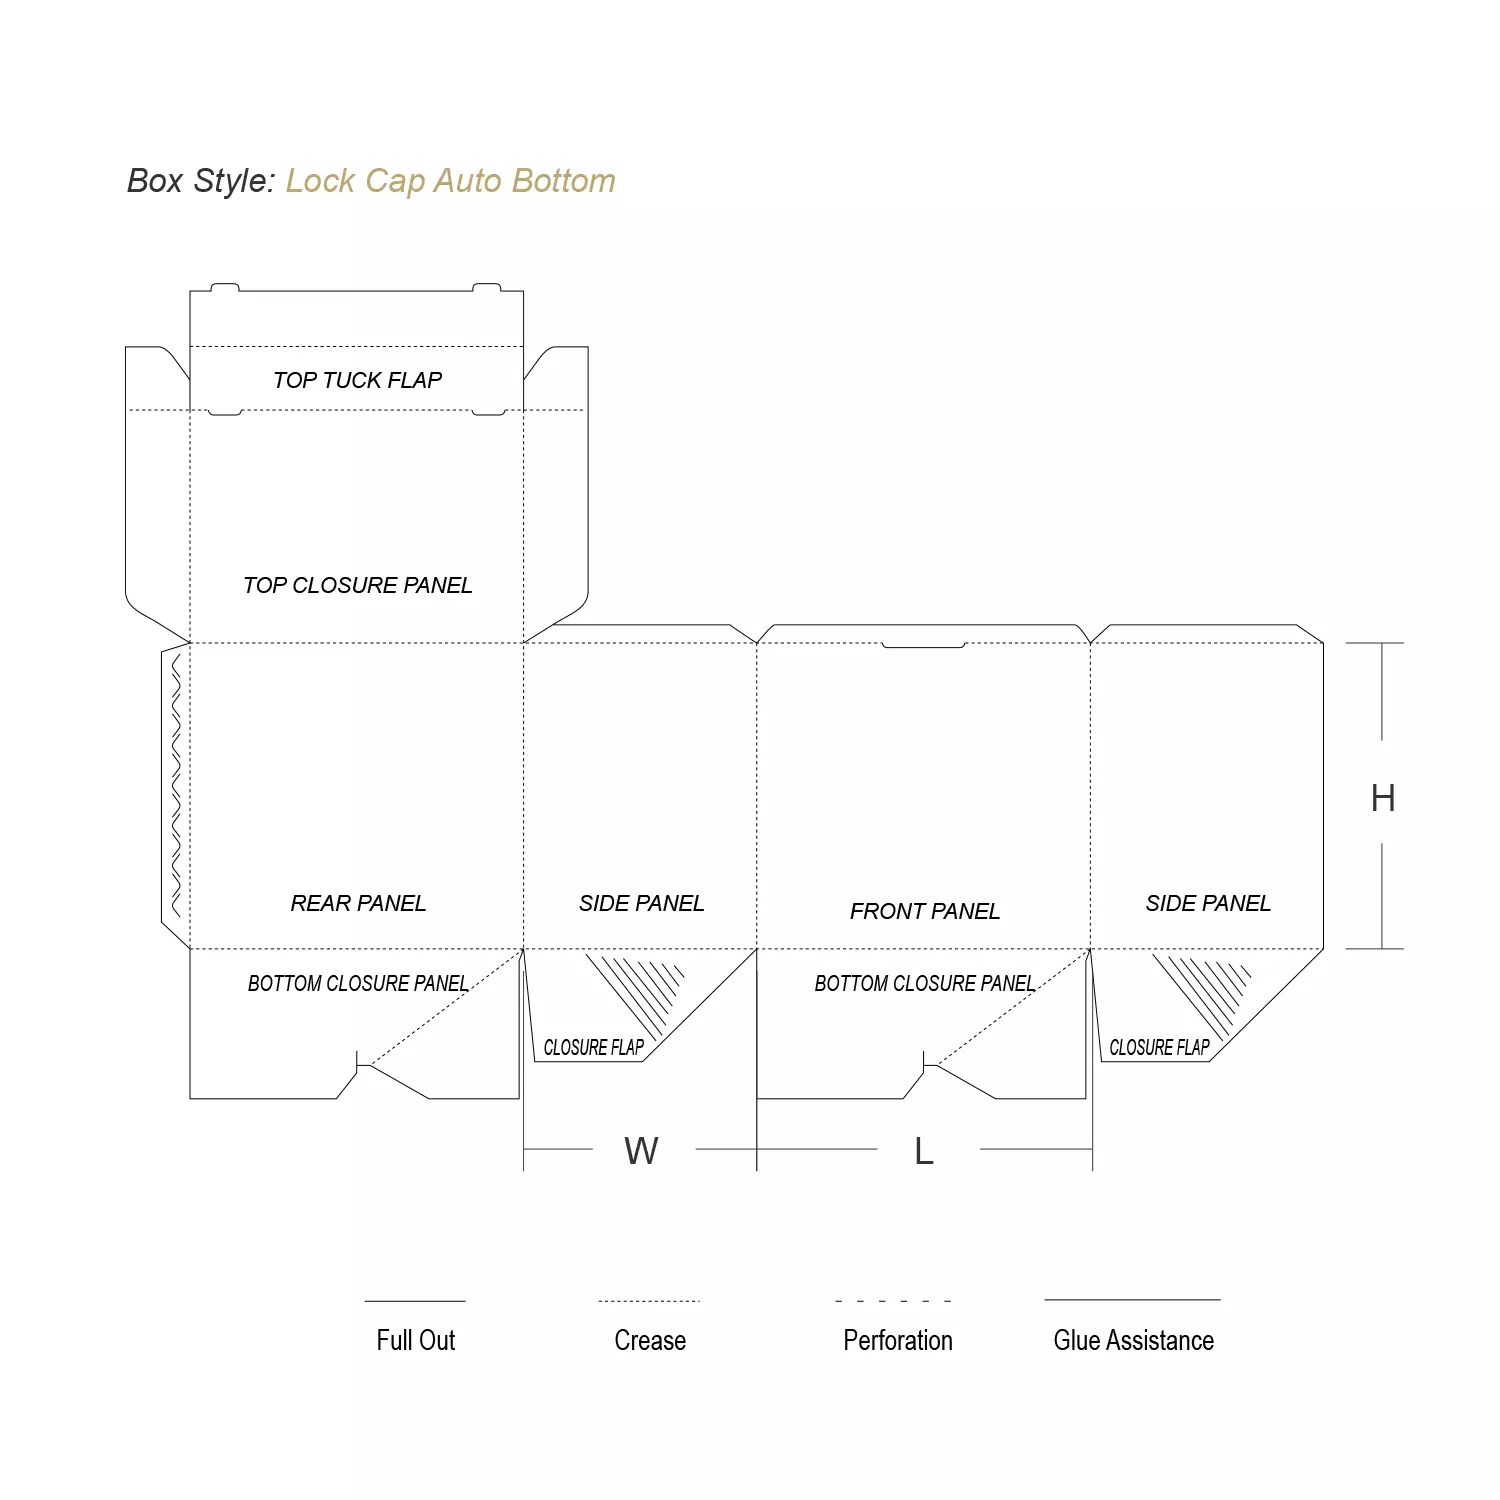 Box Style: Lock Cap Auto Bottom
TOP TUCK FLAP
TOP CLOSURE PANEL
REAR PANEL
SIDE PANEL
FRONT PANEL
SIDE PANEL
H
BOTTOM CLOSURE PANEL
BOTTOM CLOSURE PANEL
CLOSURE FLAP
CLOSURE FLAP
W
L
Full Out
Crease
Perforation
Glue Assistance